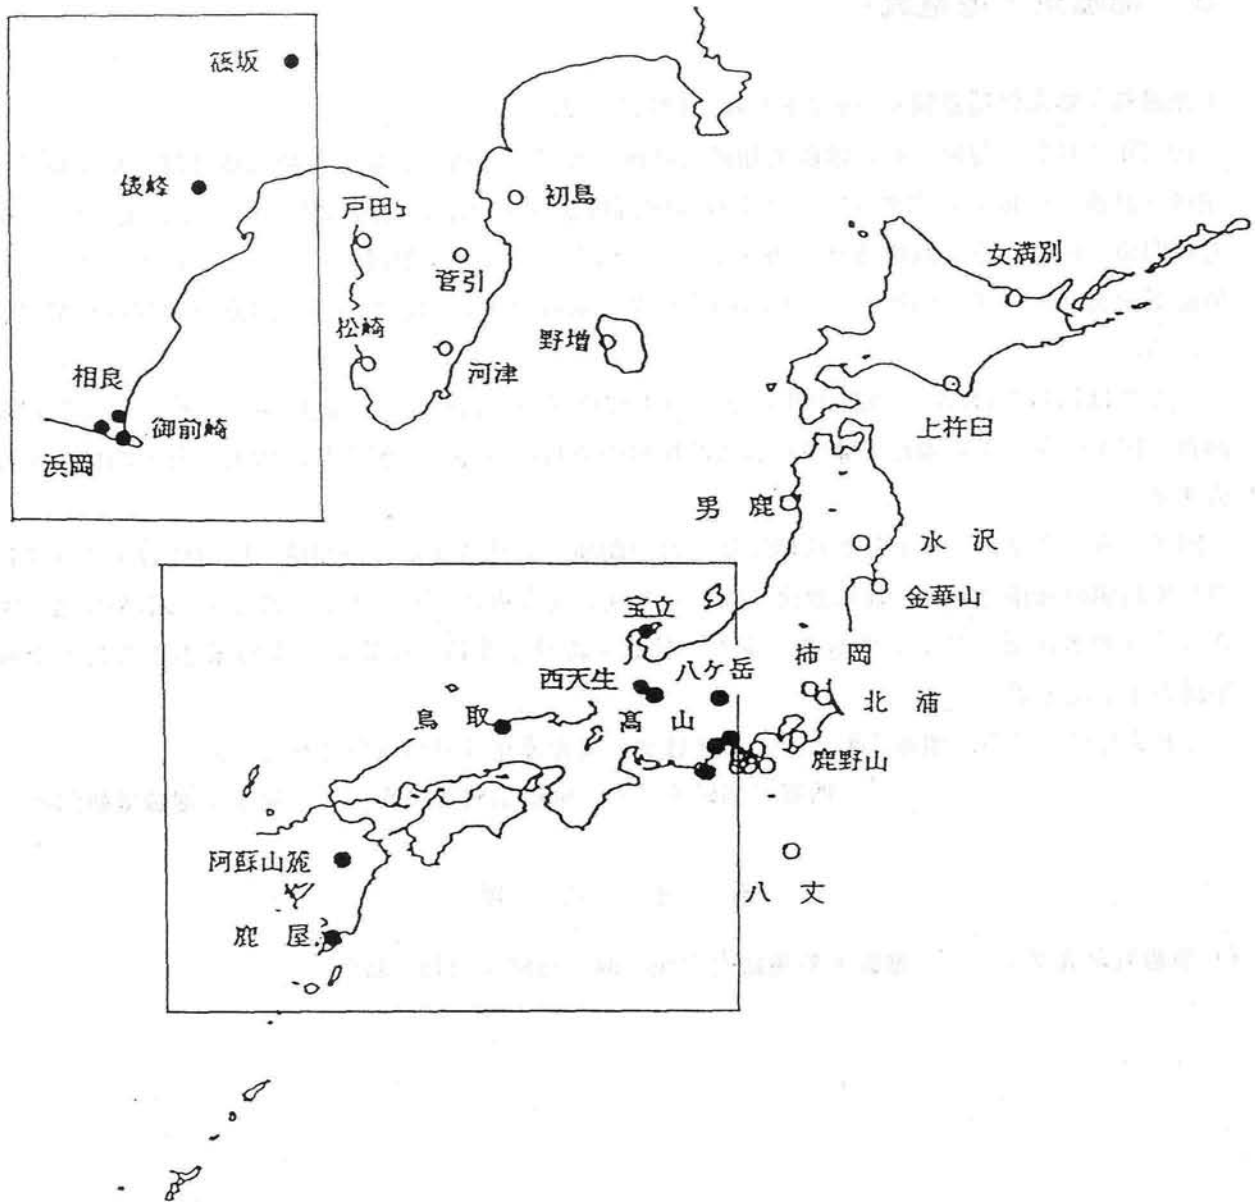 篠坂
俵峰
初島
戸田
菅引
女満別
松崎
野増
河津
相良
御前崎
上杵臼
浜岡
男鹿
水沢
金華山
宝立
柿岡
八ケ岳
西天生
北浦
鳥取
高山
鹿野山
阿蘇山麓
八丈
鹿屋